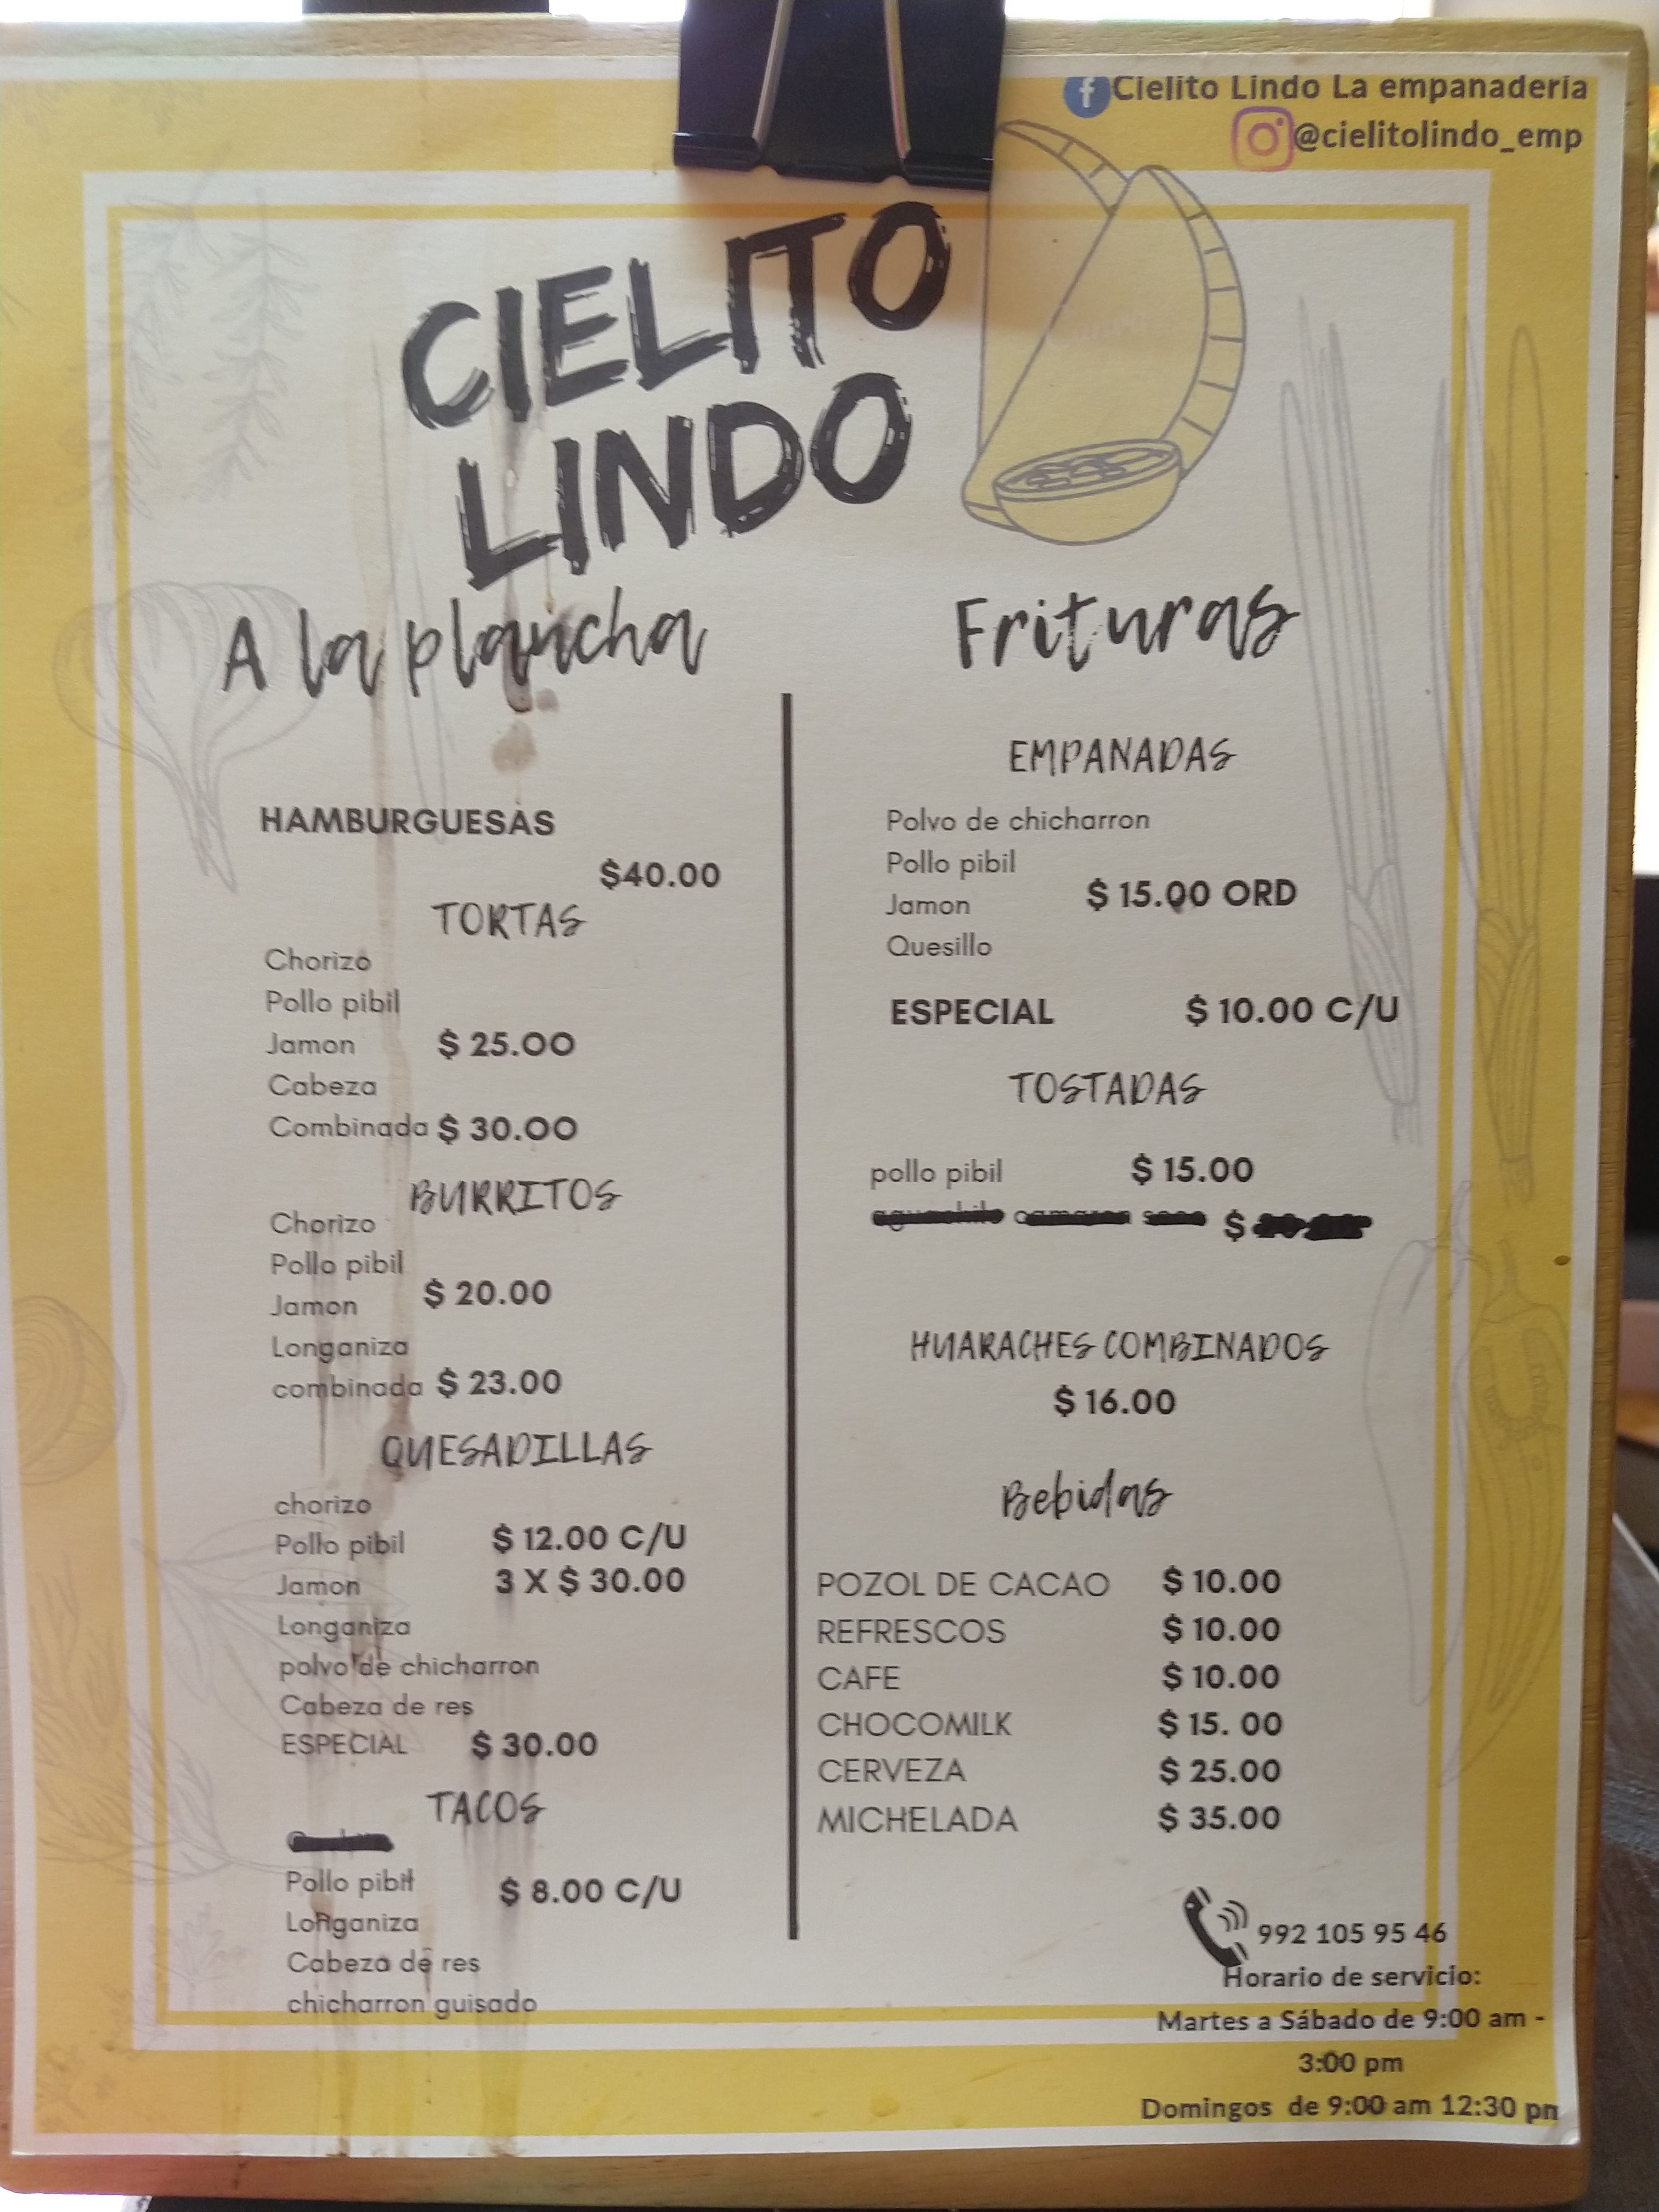 Cielito Lindo La empanadería
@cielitolindo_emp
CIELITO
LINDO
A la plancha
HAMBURGUESAS
$40.00
TORTAS
Chorizo
Pollo pibil
Jamon $ 25.00
Cabeza
Combinada $ 30.00
BURRITOS
Chorizo
Pollo pibil
$ 20.00
Jamon
Longaniza
combinada $ 23.00
QUESADILLAS
chorizo
Pollo pibil $ 12.00 C/U
Jamon 3 X $ 30.00
Longaniza
polvo de chicharron
Cabeza de res
ESPECIAL $ 30.00
TACOS
Pollo pibil $ 8.00 C/U
Longaniza
Cabeza de res
chicharron guisado
Frituras
EMPANADAS
Polvo de chicharron
Pollo pibil
$ 15.00 ORD
Jamon
Quesillo
ESPECIAL $ 10.00 C/U
TOSTADAS
pollo pibil $ 15.00
$
HUARACHES COMBINADOS
$ 16.00
Bebidas
POZOL DE CACAO $ 10.00
REFRESCOS $ 10.00
CAFE $ 10.00
CHOCOMILK $ 15. 00
CERVEZA $ 25.00
MICHELADA $ 35.00
992 105 95 46
Horario de servicio:
Martes a Sábado de 9:00 am -
3:00 pm
Domingos de 9:00 am 12:30 pm